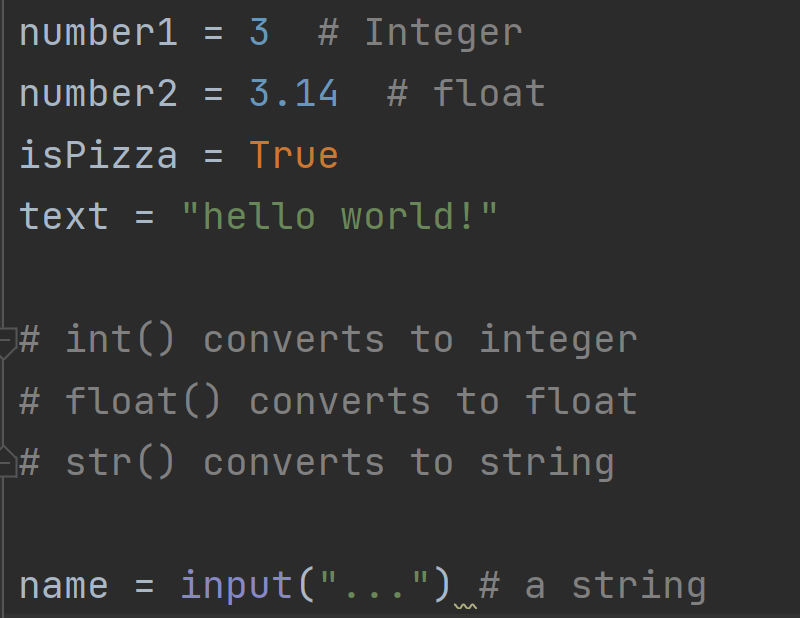 number1 = 3  # Integer
number2 = 3.14  # float
isPizza = True
text = "hello world!"
# int() converts to integer
# float() converts to float
# str() converts to string
name = input("...") # a string